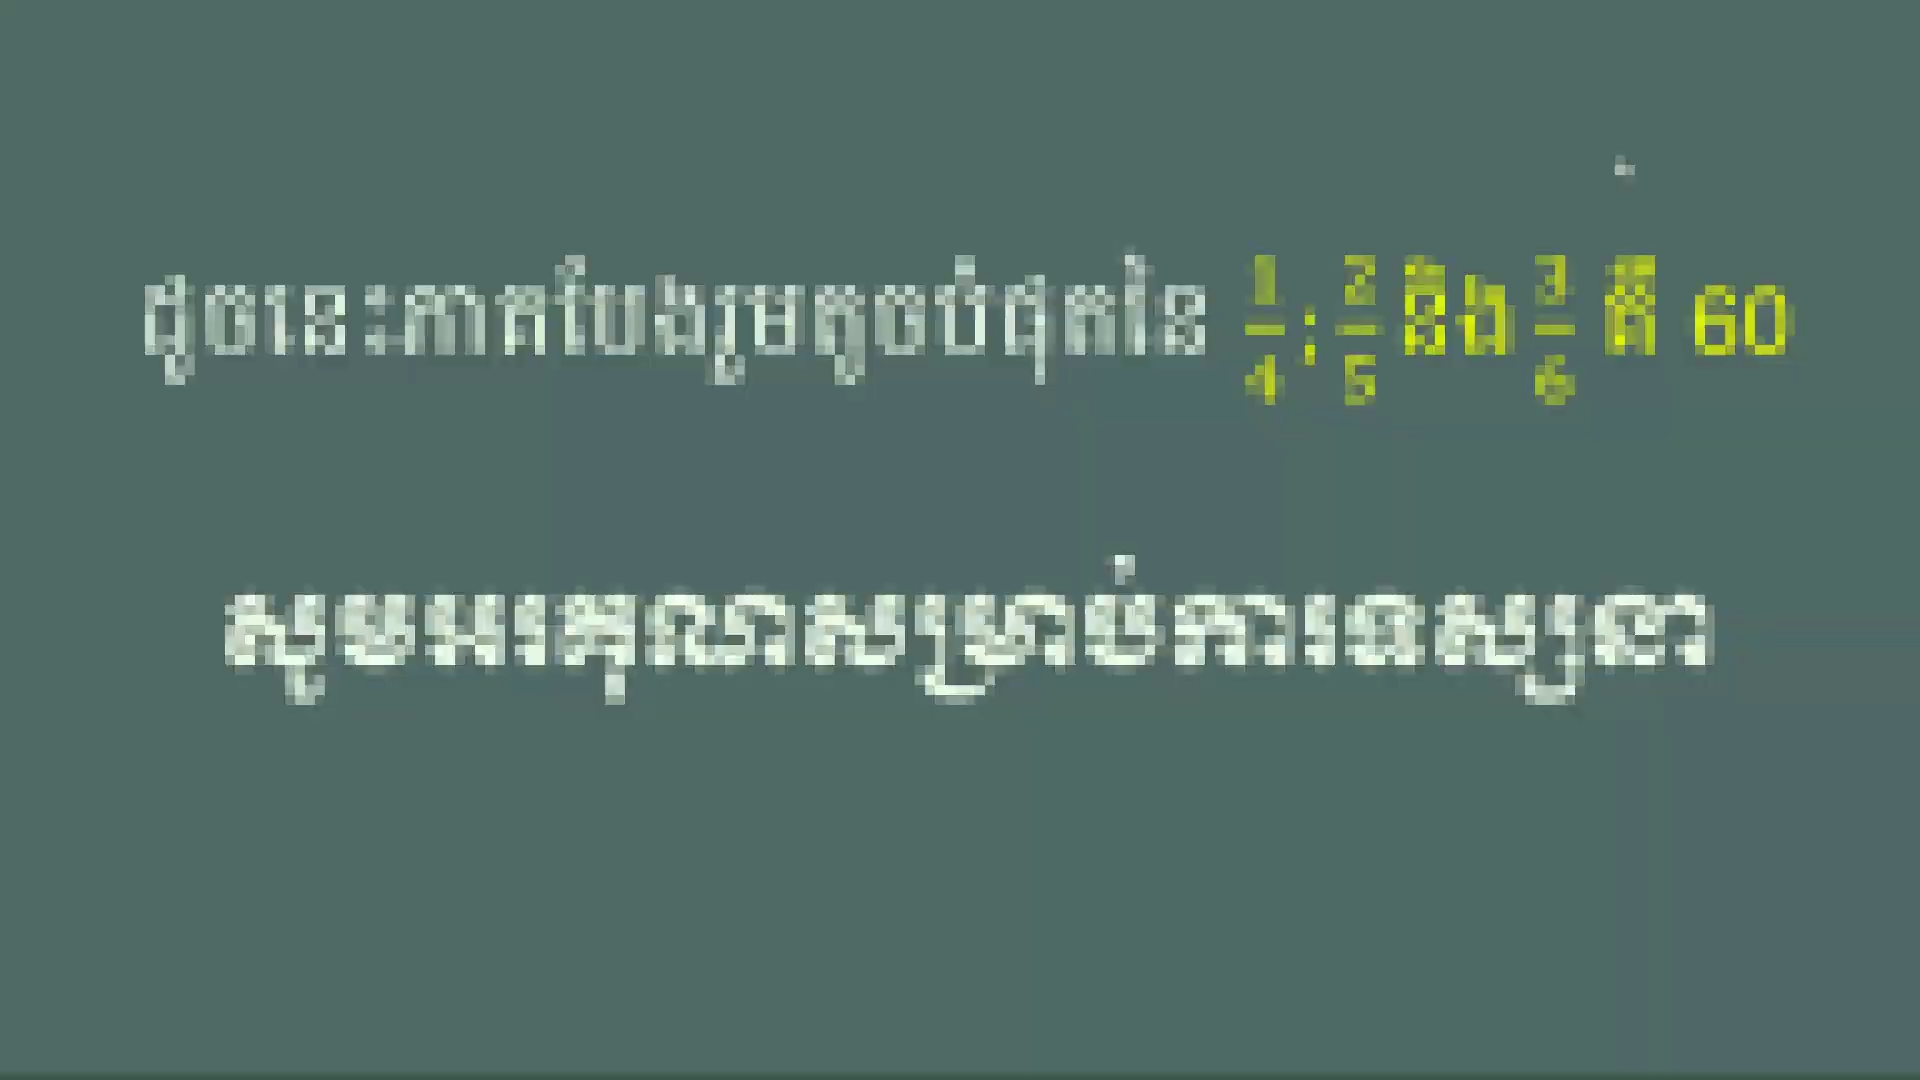 ដូចនេះភាគបែងរួមតូចបំផុតនៃ 1/4 ; 2/5 និង 3/6 គឺ 60
សូមអរគុណសម្រាប់ការទស្សនា